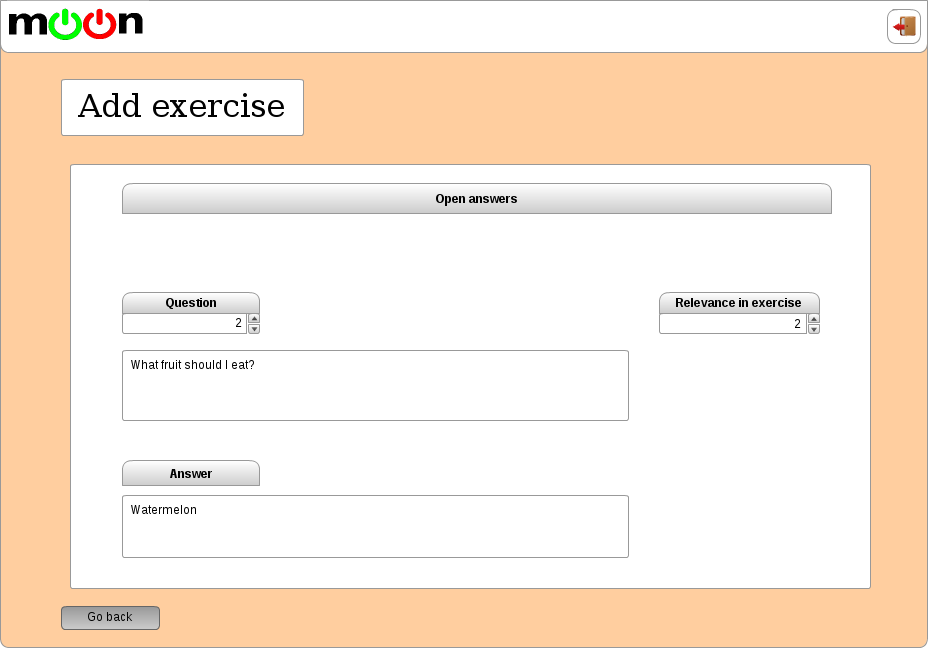 moon
Add exercise
Open answers
Question
Relevance in exercise
2
2
What fruit should I eat?
Answer
Watermelon
Go back